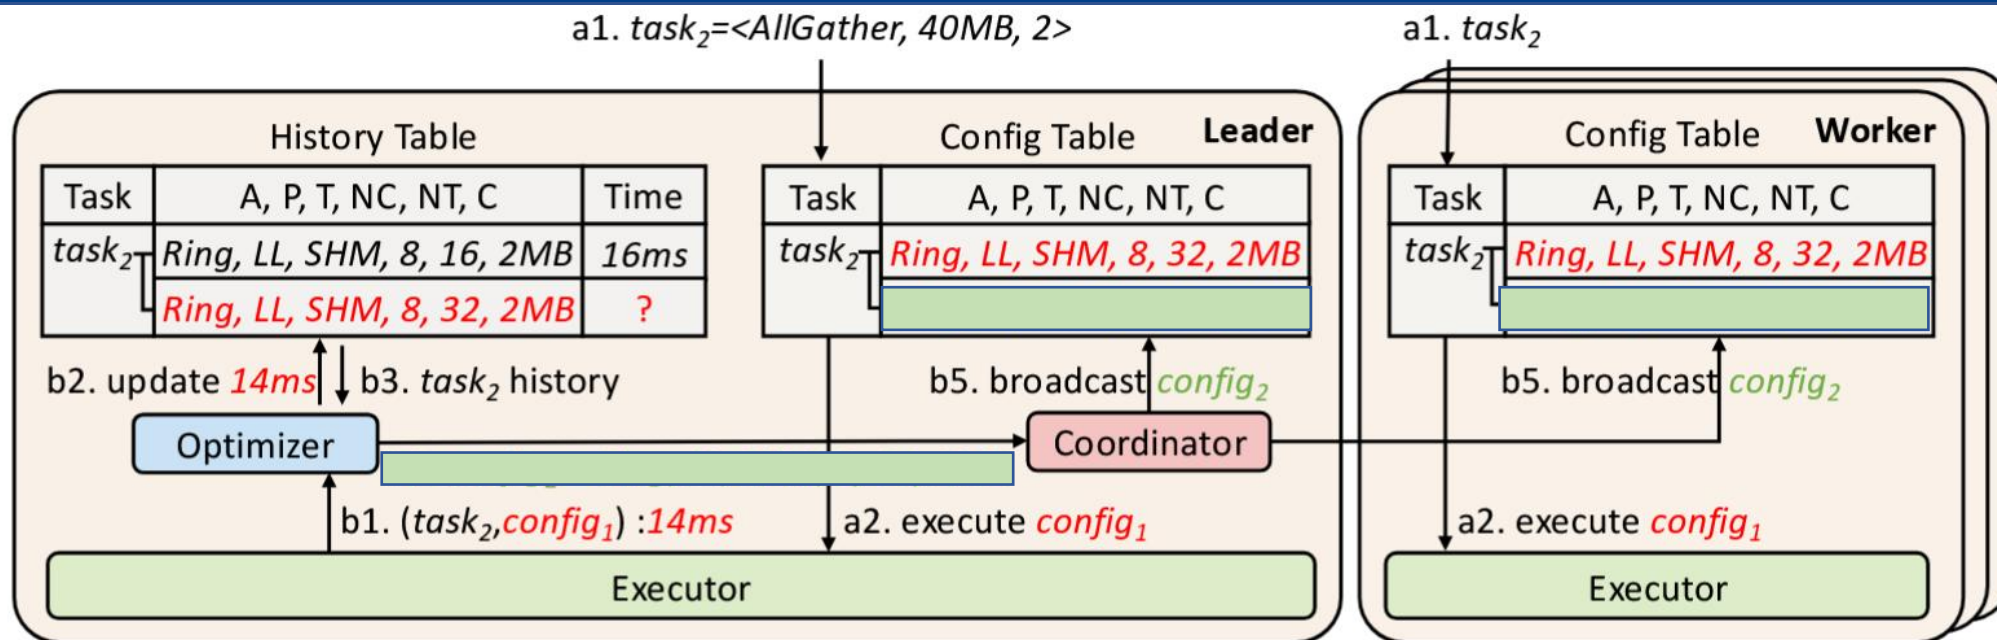 a1. task₂=<AllGather, 40MB, 2>
a1. task₂
History Table
Task A, P, T, NC, NT, C Time
task₂ Ring, LL, SHM, 8, 16, 2MB 16ms
Ring, LL, SHM, 8, 32, 2MB ?
b2. update 14ms
b3. task₂ history
Optimizer
b1. (task₂,config₁) :14ms
Config Table Leader
Task A, P, T, NC, NT, C
task₂ Ring, LL, SHM, 8, 32, 2MB
b5. broadcast config₂
Coordinator
a2. execute config₁
Executor
Config Table Worker
Task A, P, T, NC, NT, C
task₂ Ring, LL, SHM, 8, 32, 2MB
b5. broadcast config₂
a2. execute config₁
Executor